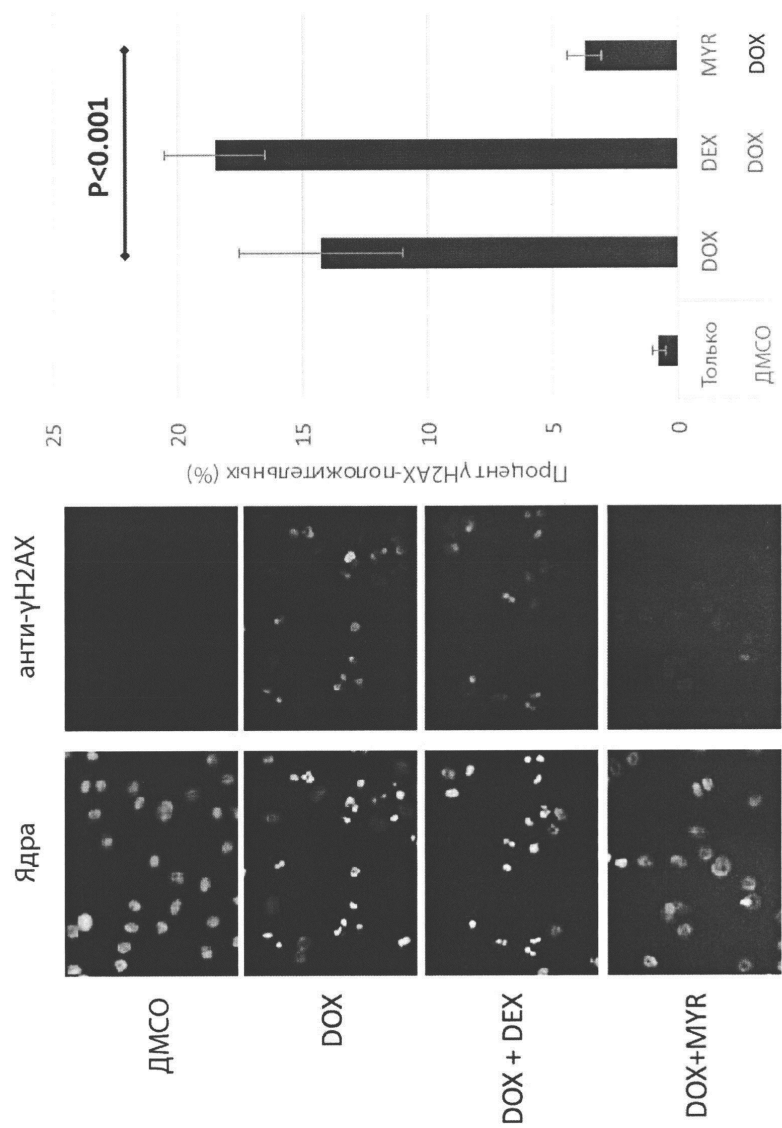 Ядра
анти-γH2AX
ДМСО
DOX
DOX + DEX
DOX+MYR
Процент γH2AX-положительных (%)
25
20
15
10
5
0
P<0.001
Только
ДМСО
DOX
DEX
DOX
MYR
DOX